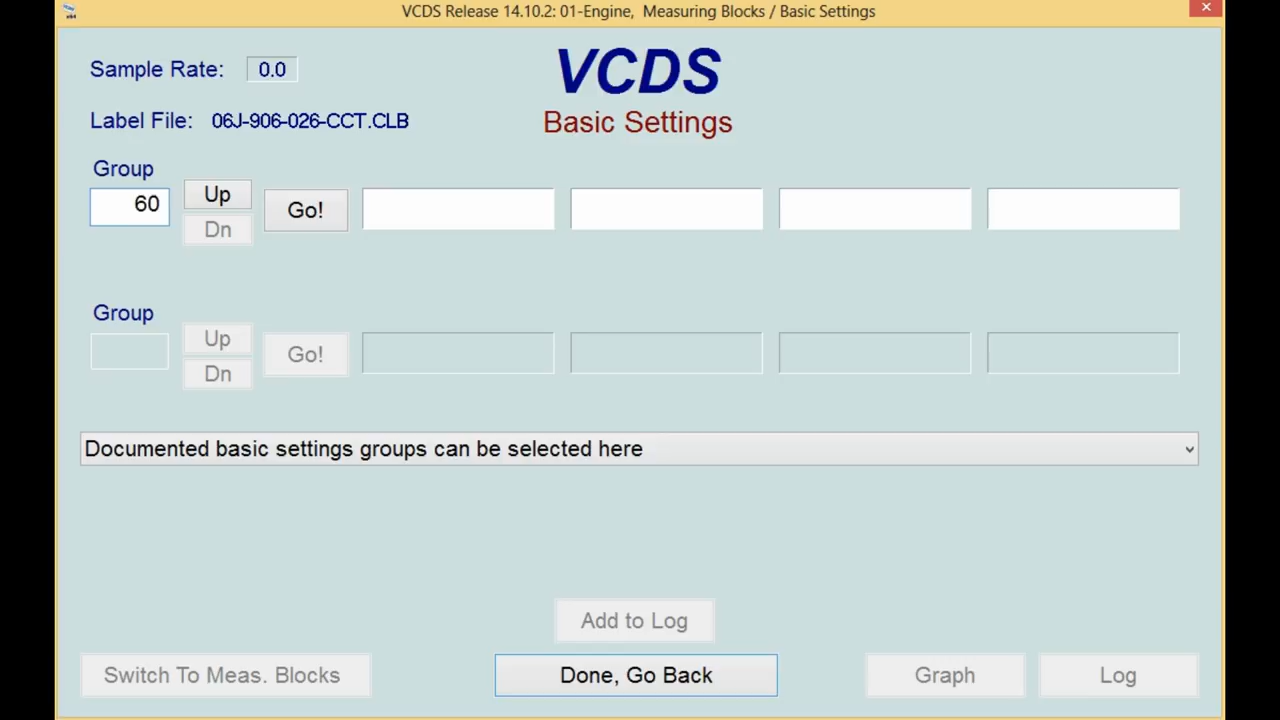 VCDS Release 14.10.2: 01-Engine, Measuring Blocks / Basic Settings
Sample Rate: 0.0
VCDS
Label File: 06J-906-026-CCT.CLB
Basic Settings
Group
60
Up
Dn
Go!
Group
Up
Dn
Go!
Documented basic settings groups can be selected here
Add to Log
Switch To Meas. Blocks
Done, Go Back
Graph
Log